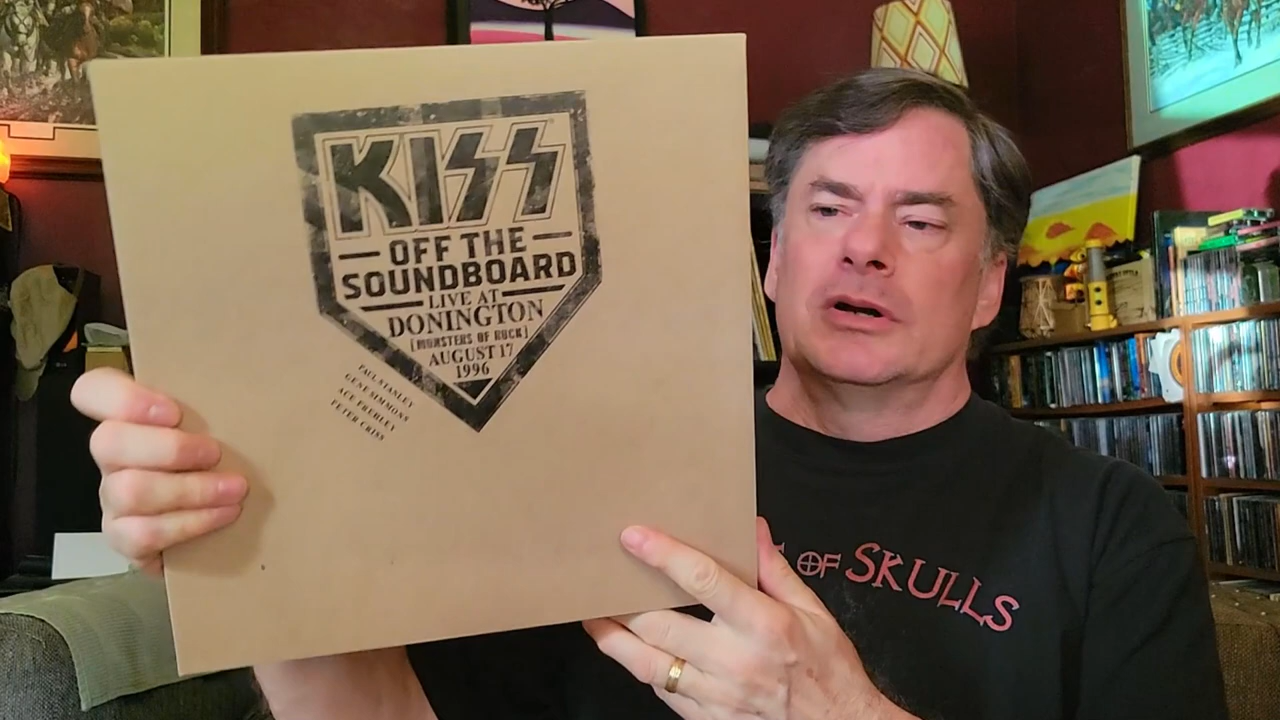 KISS
OFF THE
SOUNDBOARD
LIVE AT
DONINGTON
[MONSTERS OF ROCK]
AUGUST 17
1996
PAUL STANLEY
GENE SIMMONS
ACE FREHLEY
PETER CRISS
OF SKULLS